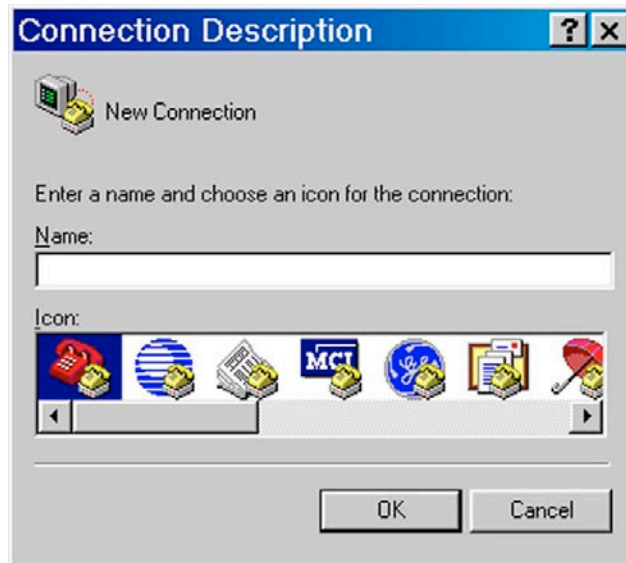 Connection Description
New Connection
Enter a name and choose an icon for the connection:
Name:
Icon:
MCI
OK
Cancel